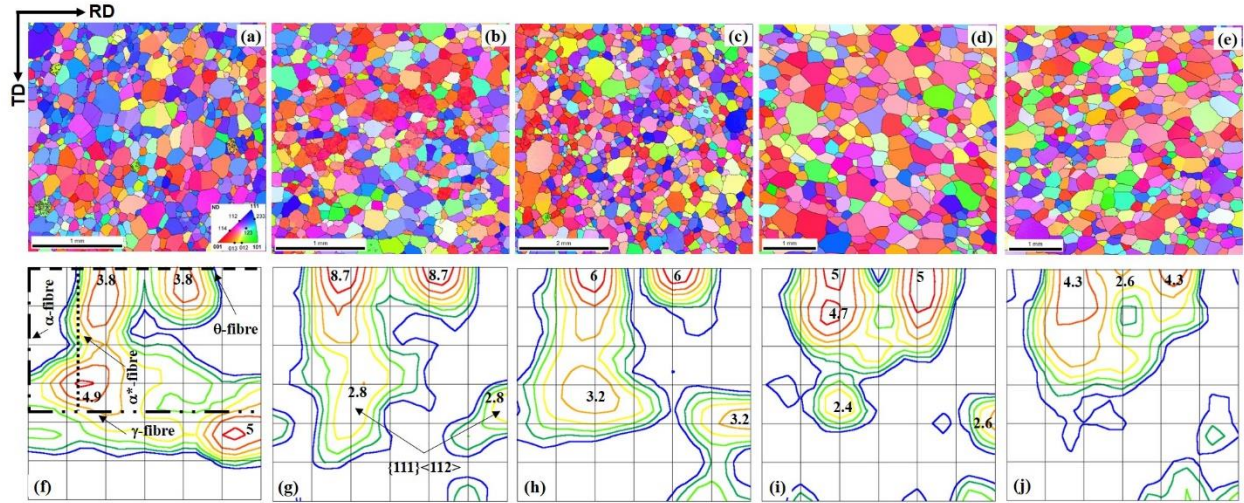 RD
TD
(a)
(b)
(c)
(d)
(e)
ND
111
112
233
114
001
013
012
101
1 mm
1 mm
2 mm
1 mm
1 mm
3.8
3.8
8.7
8.7
6
6
5
5
4.3
2.6
4.3
α-fibre
θ-fibre
4.7
α*-fibre
4.9
2.8
2.8
3.2
3.2
2.4
2.6
γ-fibre
5
{111}<112>
(f)
(g)
(h)
(i)
(j)